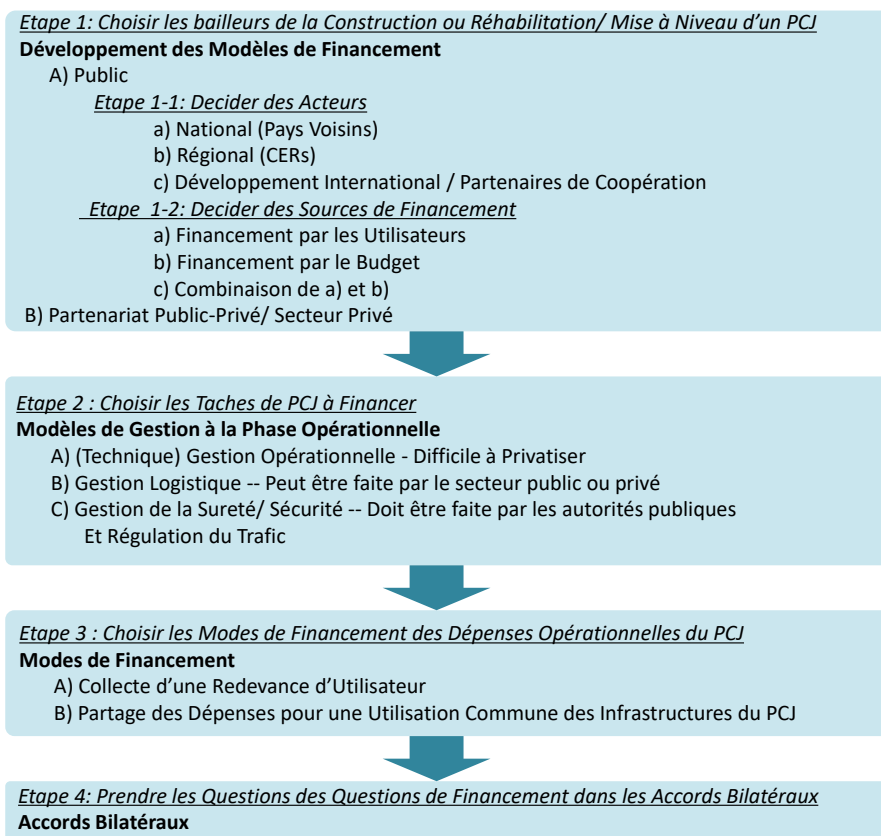 Etape 1: Choisir les bailleurs de la Construction ou Réhabilitation/ Mise à Niveau d'un PCJ
Développement des Modèles de Financement
A) Public
Etape 1-1: Decider des Acteurs
a) National (Pays Voisins)
b) Régional (CERs)
c) Développement International / Partenaires de Coopération
Etape 1-2: Decider des Sources de Financement
a) Financement par les Utilisateurs
b) Financement par le Budget
c) Combinaison de a) et b)
B) Partenariat Public-Privé/ Secteur Privé
Etape 2 : Choisir les Taches de PCJ à Financer
Modèles de Gestion à la Phase Opérationnelle
A) (Technique) Gestion Opérationnelle - Difficile à Privatiser
B) Gestion Logistique -- Peut être faite par le secteur public ou privé
C) Gestion de la Sureté/ Sécurité -- Doit être faite par les autorités publiques
Et Régulation du Trafic
Etape 3 : Choisir les Modes de Financement des Dépenses Opérationnelles du PCJ
Modes de Financement
A) Collecte d'une Redevance d'Utilisateur
B) Partage des Dépenses pour une Utilisation Commune des Infrastructures du PCJ
Etape 4: Prendre les Questions des Questions de Financement dans les Accords Bilatéraux
Accords Bilatéraux